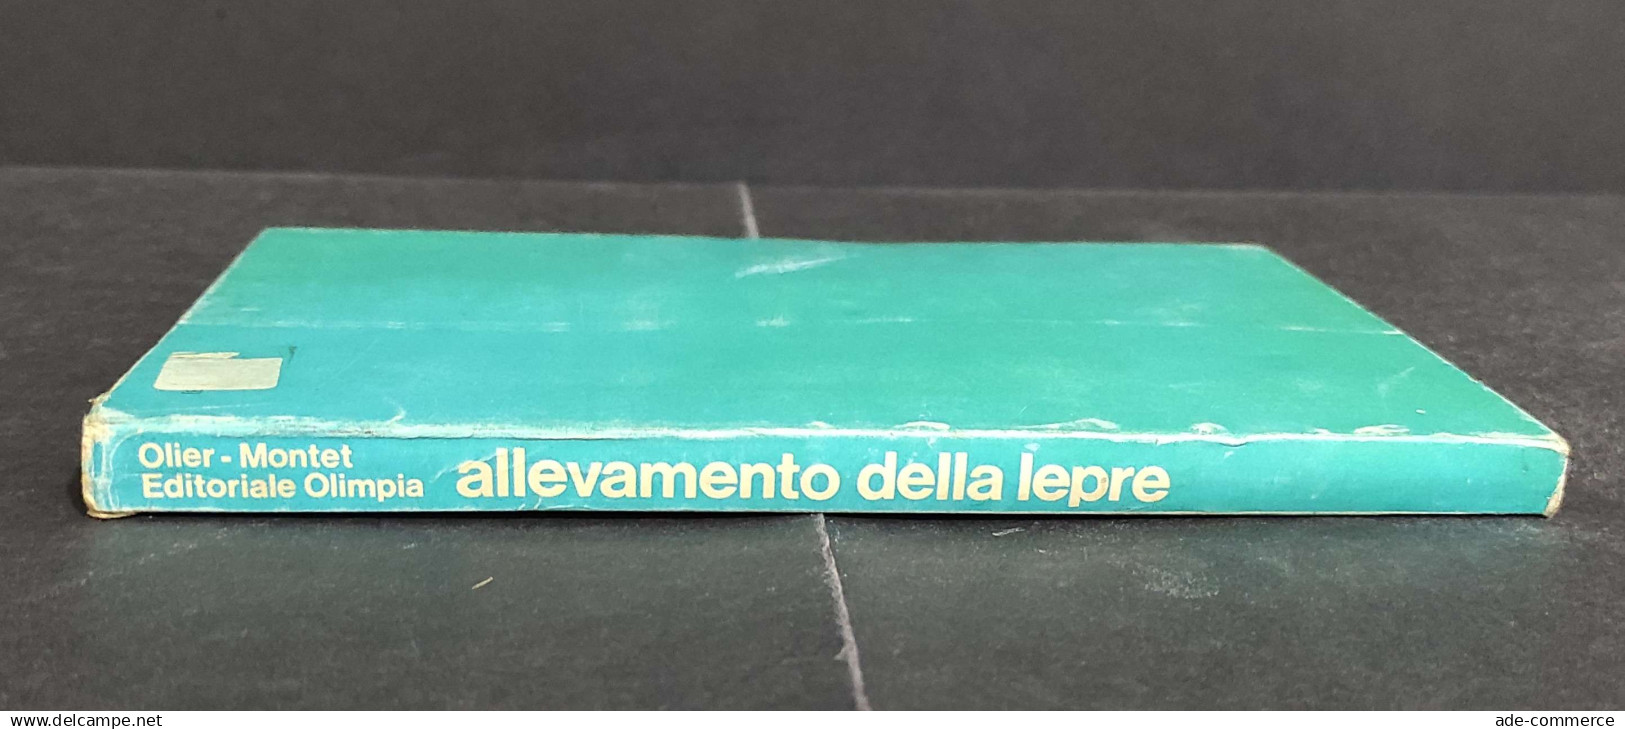 Olier - Montet
Editoriale Olimpia
allevamento della lepre
www.delcampe.net
ade-commerce